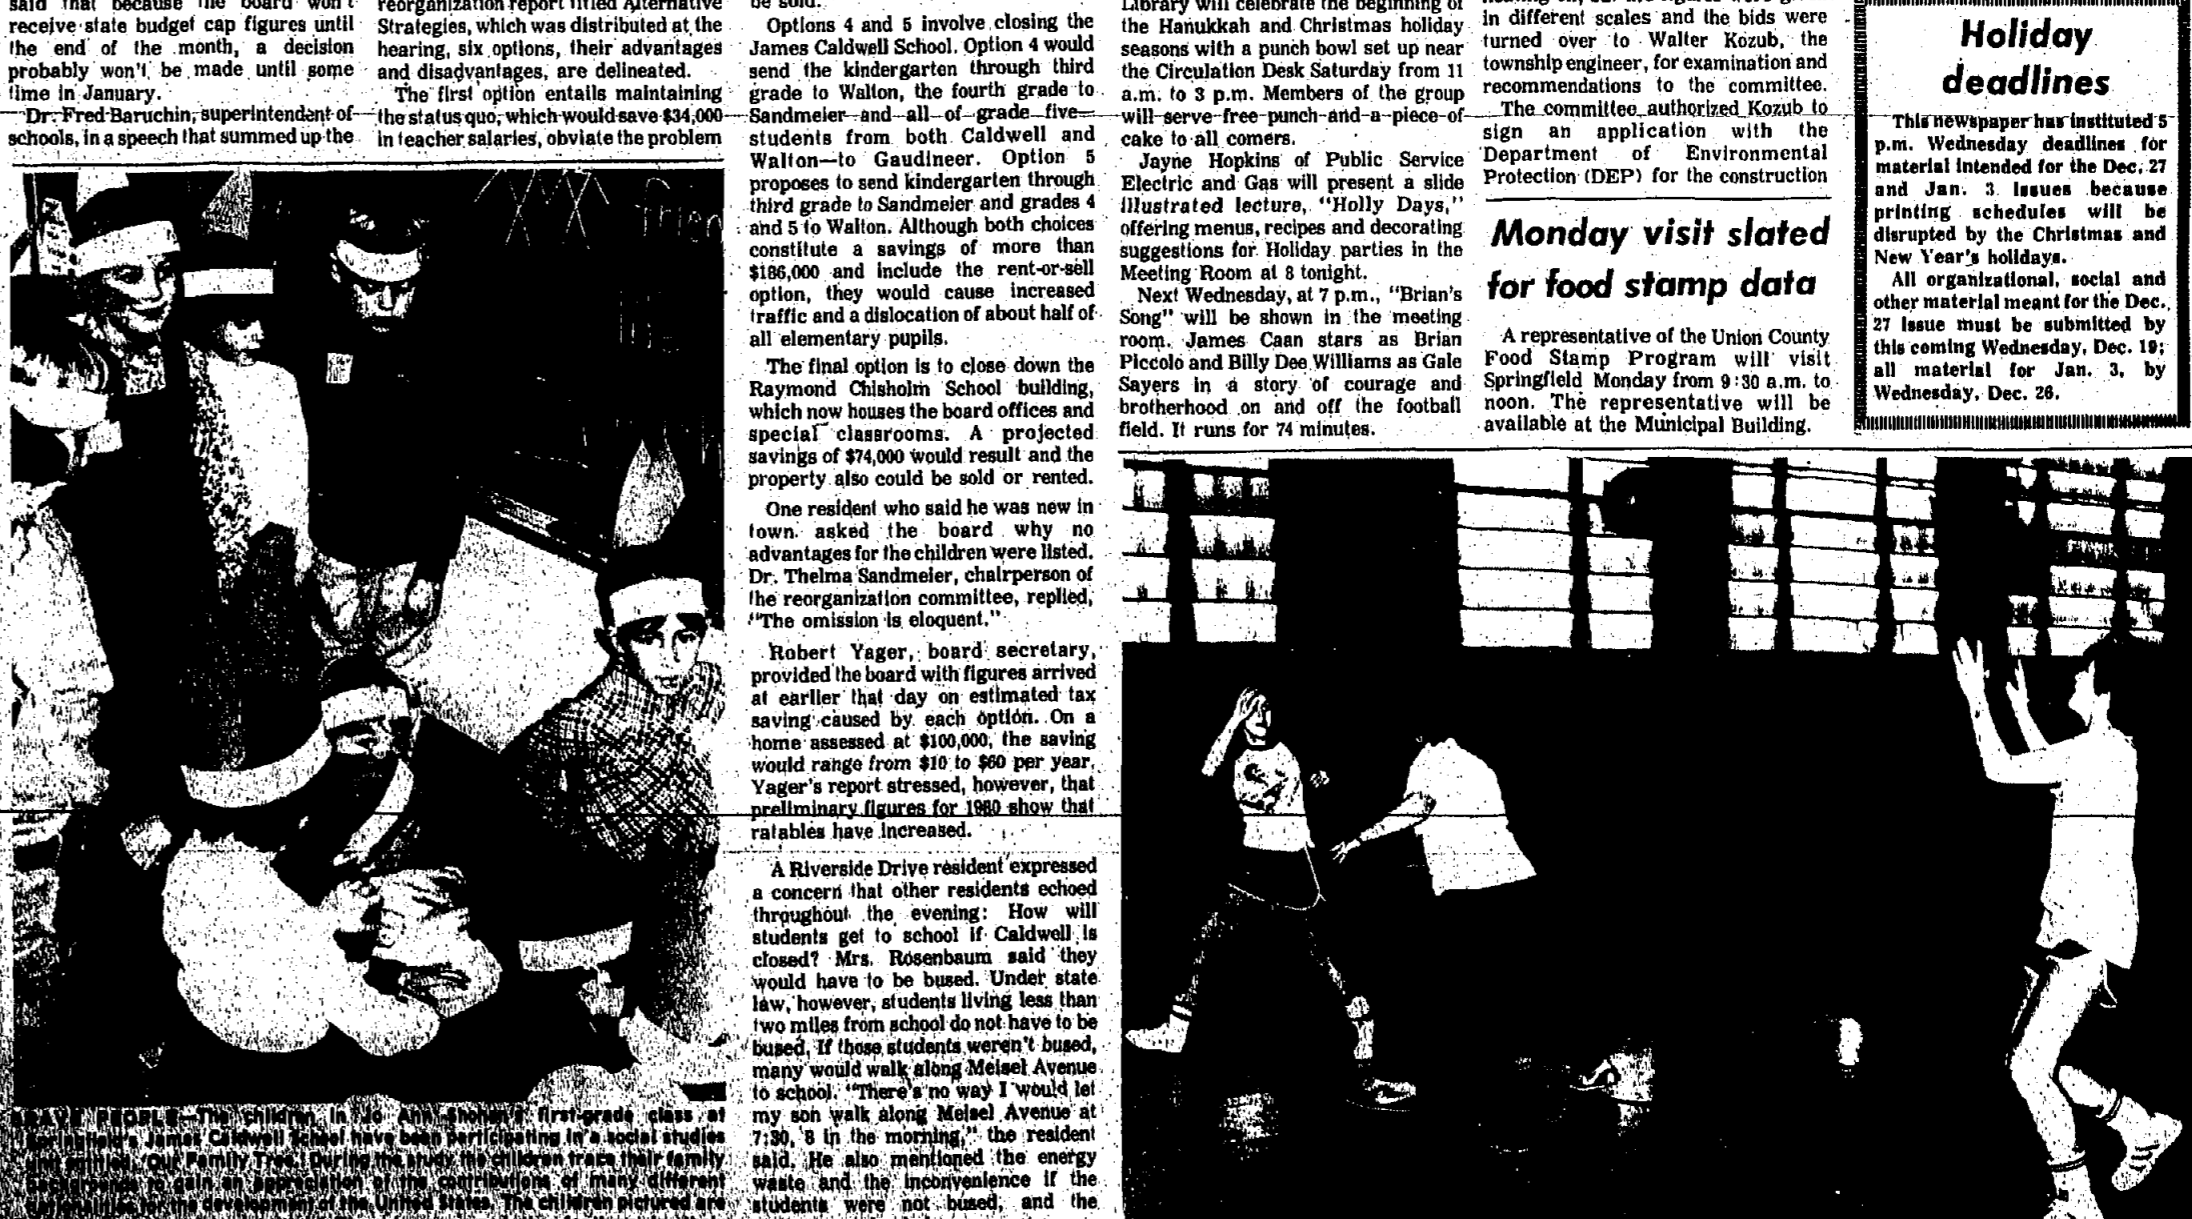 receive state budget cap figures until
the end of the month, a decision
probably won't be made until some
time in January.
Dr. Fred Baruchin, superintendent of
schools, in a speech that summed up the
reorganization report titled Alternative
Strategies, which was distributed at the
hearing, six options, their advantages
and disadvantages, are delineated.
The first option entails maintaining
the status quo, which would save $34,000
in teacher salaries, obviate the problem
be sold.
Options 4 and 5 involve closing the
James Caldwell School. Option 4 would
send the kindergarten through third
grade to Walton, the fourth grade to
Sandmeier and all of grade five
students from both Caldwell and
Walton—to Gaudineer. Option 5
proposes to send kindergarten through
third grade to Sandmeier and grades 4
and 5 to Walton. Although both choices
constitute a savings of more than
$186,000 and include the rent-or-sell
option, they would cause increased
traffic and a dislocation of about half of
all elementary pupils.
The final option is to close down the
Raymond Chisholm School building,
which now houses the board offices and
special classrooms. A projected
savings of $74,000 would result and the
property also could be sold or rented.
One resident who said he was new in
town asked the board why no
advantages for the children were listed.
Dr. Thelma Sandmeier, chairperson of
the reorganization committee, replied,
"The omission is eloquent."
Robert Yager, board secretary,
provided the board with figures arrived
at earlier that day on estimated tax
saving caused by each option. On a
home assessed at $100,000, the saving
would range from $10 to $60 per year.
Yager's report stressed, however, that
preliminary figures for 1980 show that
ratables have increased.
A Riverside Drive resident expressed
a concern that other residents echoed
throughout the evening: How will
students get to school if Caldwell is
closed? Mrs. Rosenbaum said they
would have to be bused. Under state
law, however, students living less than
two miles from school do not have to be
bused. If those students weren't bused,
many would walk along Meisel Avenue
to school. "There's no way I would let
my son walk along Meisel Avenue at
7:30, 8 in the morning," the resident
said. He also mentioned the energy
waste and the inconvenience if the
students were not bused, and the
Library will celebrate the beginning of
the Hanukkah and Christmas holiday
seasons with a punch bowl set up near
the Circulation Desk Saturday from 11
a.m. to 3 p.m. Members of the group
will serve free punch and a piece of
cake to all comers.
Jayne Hopkins of Public Service
Electric and Gas will present a slide
illustrated lecture, "Holly Days,"
offering menus, recipes and decorating
suggestions for Holiday parties in the
Meeting Room at 8 tonight.
Next Wednesday, at 7 p.m., "Brian's
Song" will be shown in the meeting
room. James Caan stars as Brian
Piccolo and Billy Dee Williams as Gale
Sayers in a story of courage and
brotherhood on and off the football
field. It runs for 74 minutes.
in different scales and the bids were
turned over to Walter Kozub, the
township engineer, for examination and
recommendations to the committee.
The committee authorized Kozub to
sign an application with the
Department of Environmental
Protection (DEP) for the construction
Monday visit slated
for food stamp data
A representative of the Union County
Food Stamp Program will visit
Springfield Monday from 9:30 a.m. to
noon. The representative will be
available at the Municipal Building.
Holiday
deadlines
This newspaper has instituted 5
p.m. Wednesday deadlines for
material intended for the Dec. 27
and Jan. 3 issues because
printing schedules will be
disrupted by the Christmas and
New Year's holidays.
All organizational, social and
other material meant for the Dec.
27 issue must be submitted by
this coming Wednesday, Dec. 19;
all material for Jan. 3, by
Wednesday, Dec. 26.
PEOPLE—The children in Jo Ann first-grade class at
Springfield's James Caldwell School have been participating in a social studies
unit entitled, 'Our Family Tree.' During the study the children trace their family
backgrounds to gain an appreciation of the contributions of many different
nationalities for the development of the United States. The children pictured are